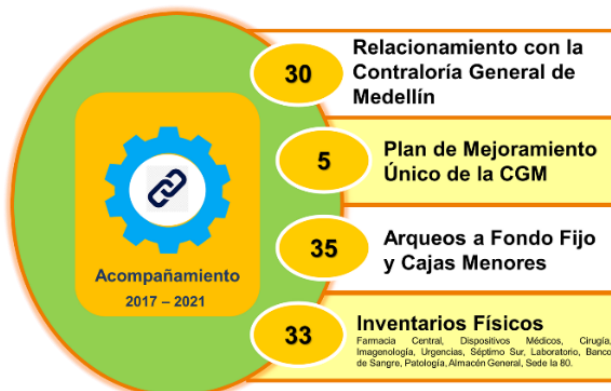 Acompañamiento
2017 – 2021
30
Relacionamiento con la
Contraloría General de
Medellín
5
Plan de Mejoramiento
Único de la CGM
35
Arqueos a Fondo Fijo
y Cajas Menores
33
Inventarios Físicos
Farmacia Central, Dispositivos Médicos, Cirugía,
Imagenología, Urgencias, Séptimo Sur, Laboratorio, Banco
de Sangre, Patología, Almacén General, Sede la 80.